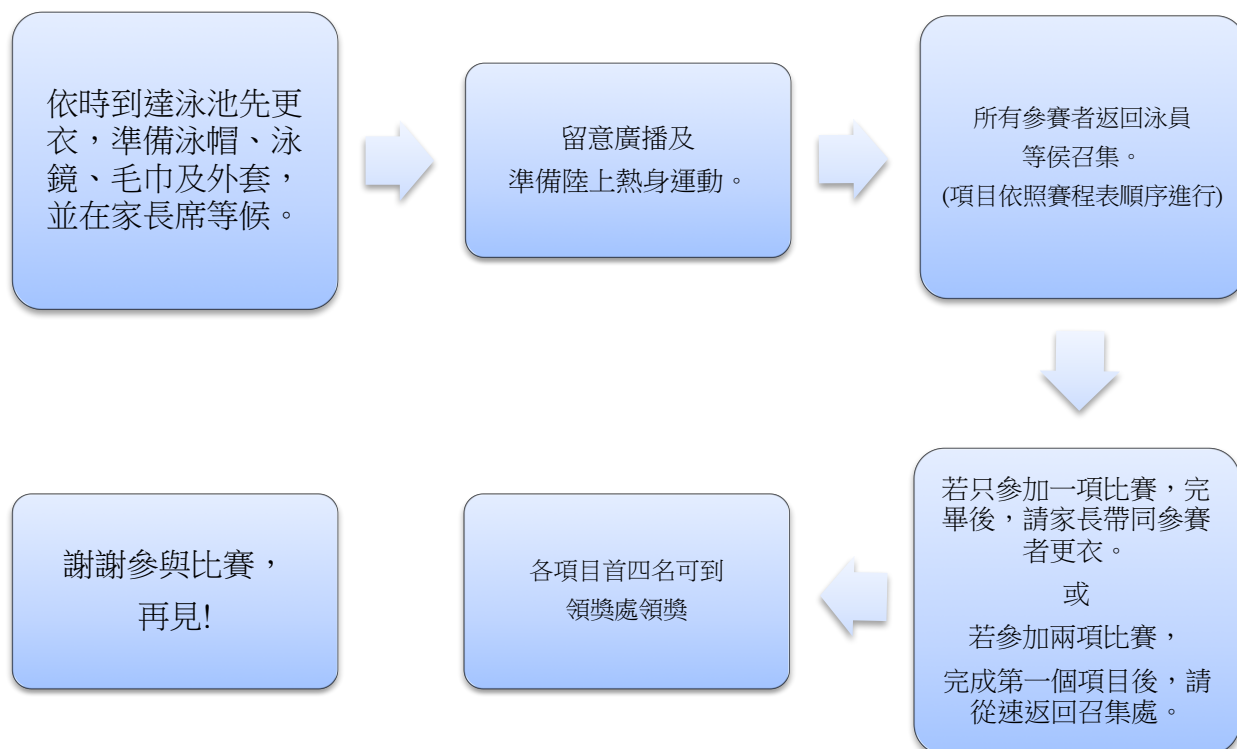 依時到達泳池先更
衣，準備泳帽、泳
鏡、毛巾及外套，
並在家長席等候。
留意廣播及
準備陸上熱身運動。
所有參賽者返回泳員
等侯召集。
(項目依照賽程表順序進行)
若只參加一項比賽，完
畢後，請家長帶同參賽
者更衣。
或
若參加兩項比賽，
完成第一個項目後，請
從速返回召集處。
各項目首四名可到
領獎處領獎
謝謝參與比賽，
再見!